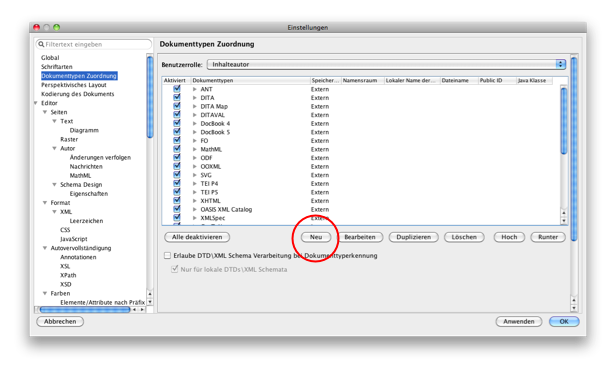 Einstellungen
Filtertext eingeben
Global
Schriftarten
Dokumenttypen Zuordnung
Perspektivisches Layout
Kodierung des Dokuments
Editor
Seiten
Text
Diagramm
Raster
Autor
Änderungen verfolgen
Nachrichten
MathML
Schema Design
Eigenschaften
Format
XML
Leerzeichen
CSS
JavaScript
Autovervollständigung
Annotationen
XSL
XPath
XSD
Farben
Elemente/Attribute nach Präfix
Dokumenttypen Zuordnung
Benutzerrolle: Inhalteautor
Aktiviert Dokumenttypen Speicher... Namensraum Lokaler Name der... Dateiname Public ID Java Klasse
ANT Extern
DITA Extern
DITA Map Extern
DITAVAL Extern
DocBook 4 Extern
DocBook 5 Extern
FO Extern
MathML Extern
ODF Extern
OOXML Extern
SVG Extern
TEI P4 Extern
TEI P5 Extern
XHTML Extern
OASIS XML Catalog Extern
XMLSpec Extern
Alle deaktivieren Neu Bearbeiten Duplizieren Löschen Hoch Runter
Erlaube DTD\XML Schema Verarbeitung bei Dokumenttyperkennung
Nur für lokale DTDs\XML Schemata
Abbrechen Anwenden OK